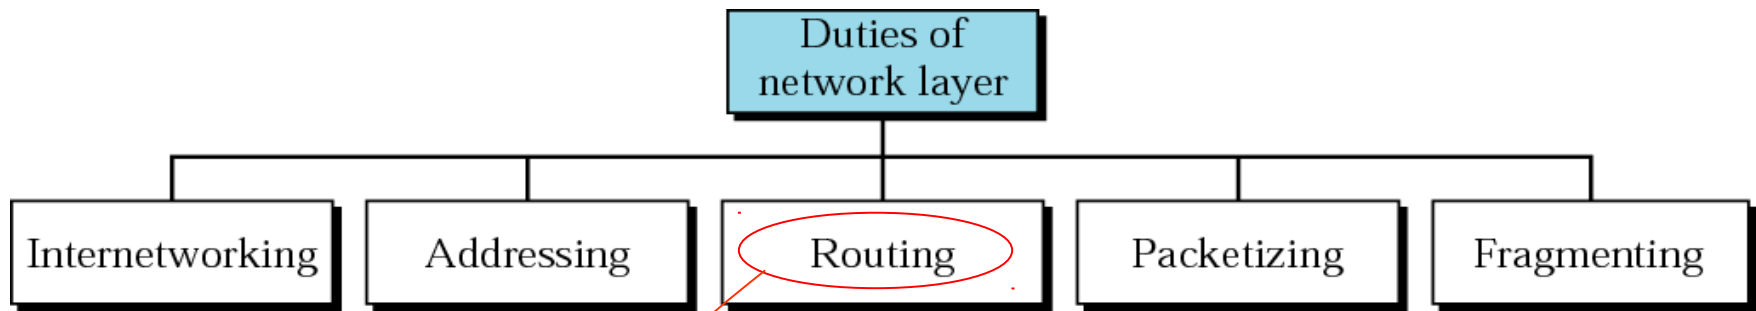 Duties of
network layer
Internetworking
Addressing
Routing
Packetizing
Fragmenting